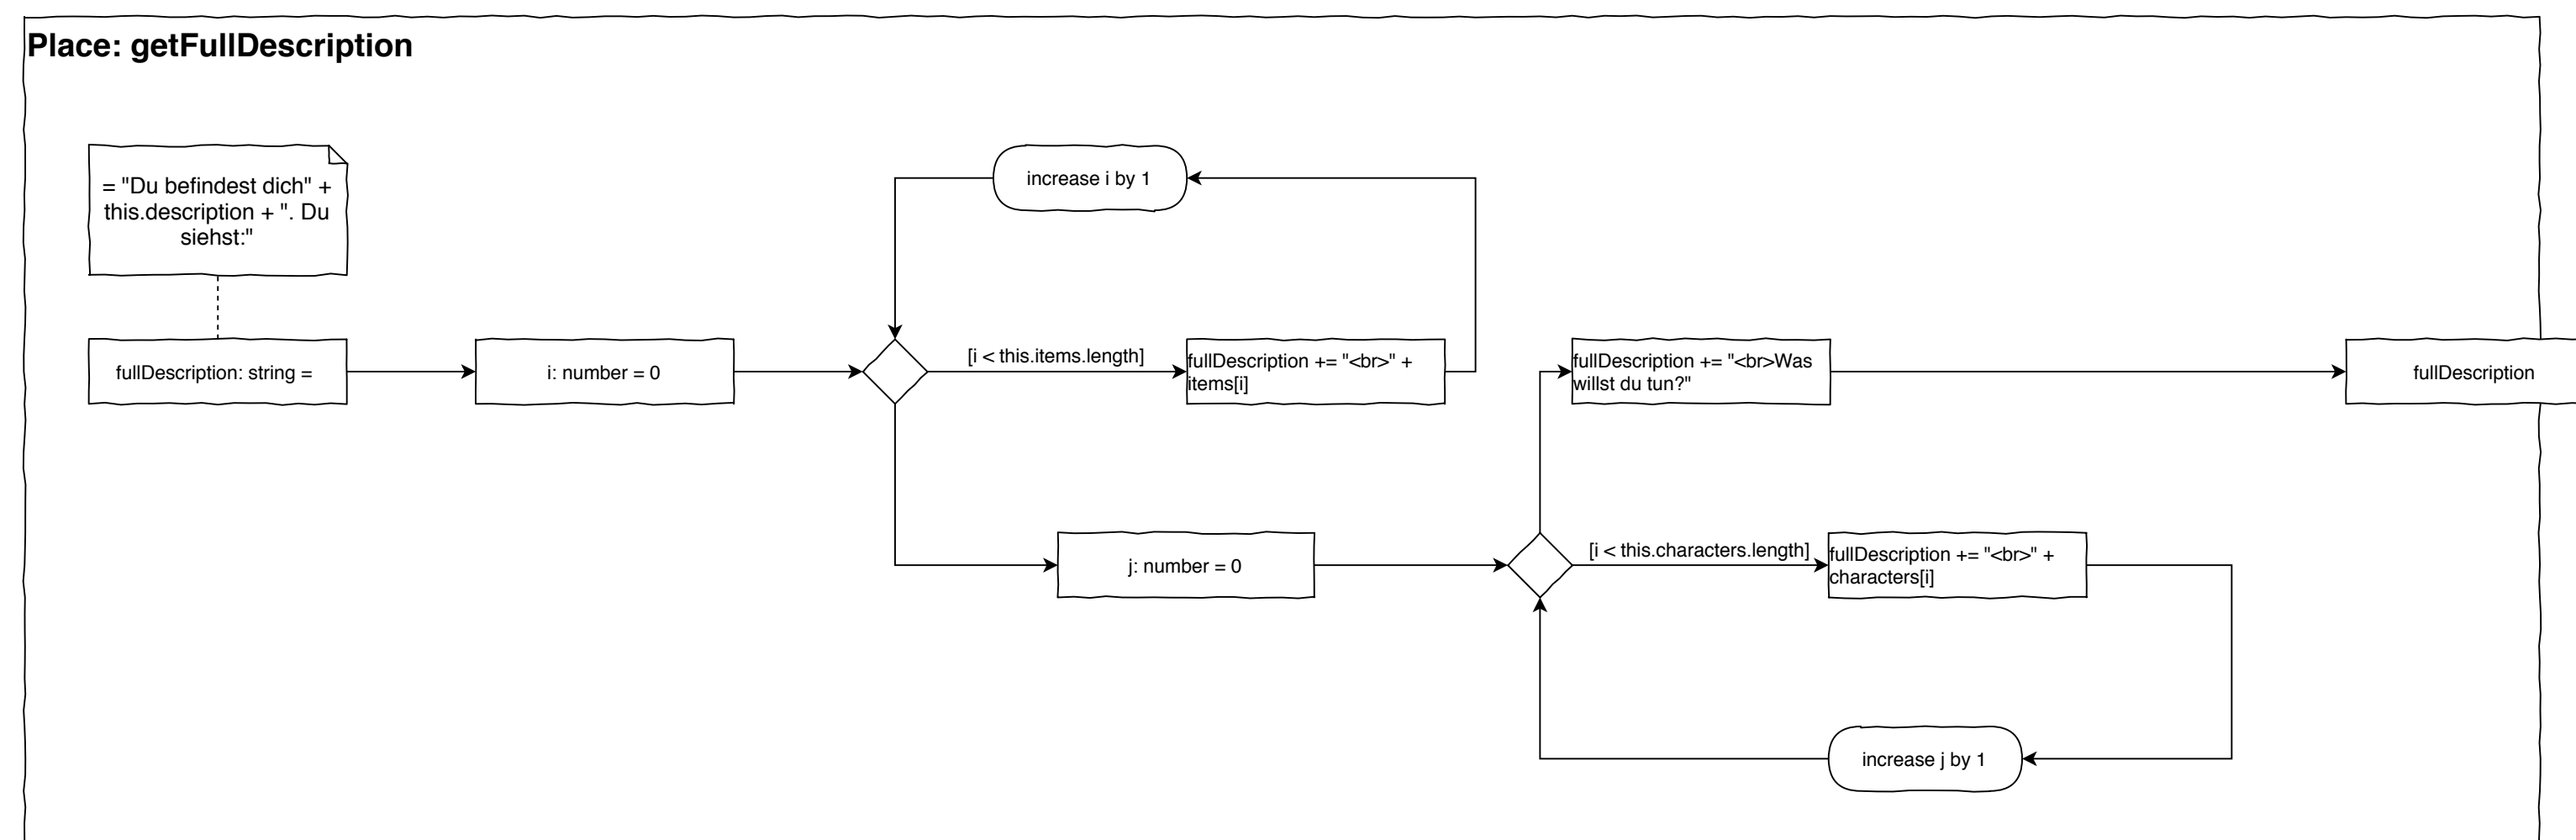 Place: getFullDescription
= "Du befindest dich" +
this.description + ". Du
siehst:"
increase i by 1
fullDescription: string =
i: number = 0
[i < this.items.length]
fullDescription += "<br>" +
items[i]
fullDescription += "<br>Was
willst du tun?"
fullDescription
j: number = 0
[i < this.characters.length]
fullDescription += "<br>" +
characters[i]
increase j by 1